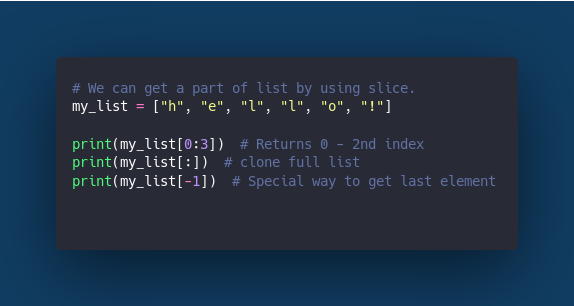 # We can get a part of list by using slice.
my_list = ["h", "e", "l", "l", "o", "!"]
print(my_list[0:3])  # Returns 0 - 2nd index
print(my_list[:])  # clone full list
print(my_list[-1])  # Special way to get last element